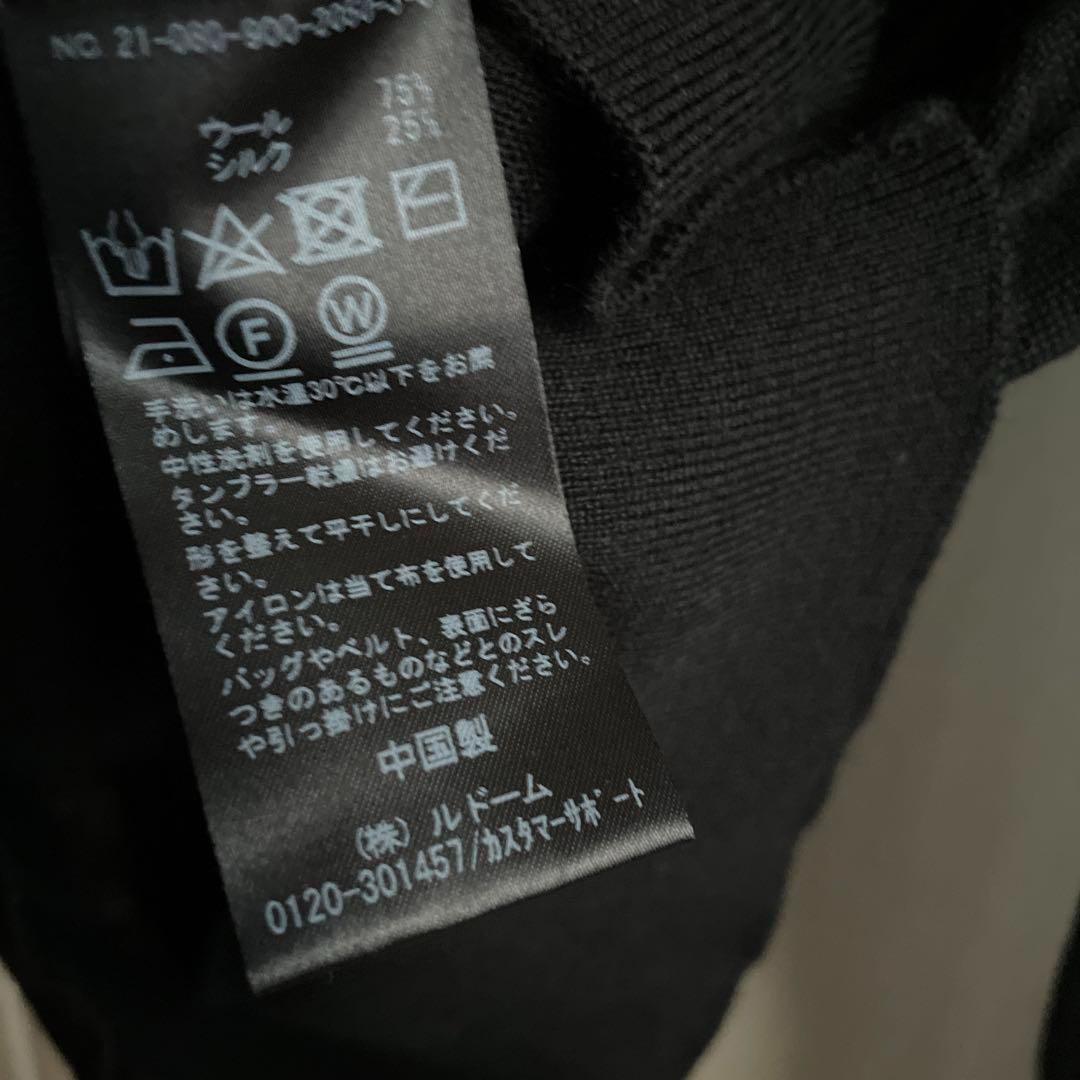 NO. 21-080-900-3050-3-0
ウール 75%
シルク 25%
F W
手洗いは水温30℃以下をお薦
めします。
中性洗剤を使用してください。
タンブラー乾燥はお避けくだ
さい。
形を整えて平干しにしてくだ
さい。
アイロンは当て布を使用して
ください。
バッグやベルト、表面にざら
つきのあるものなどとのスレ
や引っ掛けにご注意ください。
中国製
(株) ルドーム
0120-301457/カスタマーサポート